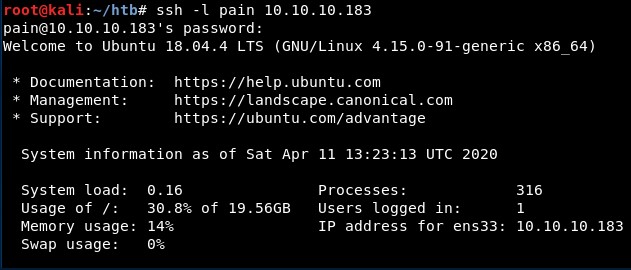 root@kali:~/htb# ssh -l pain 10.10.10.183
pain@10.10.10.183's password:
Welcome to Ubuntu 18.04.4 LTS (GNU/Linux 4.15.0-91-generic x86_64)

 * Documentation:  https://help.ubuntu.com
 * Management:     https://landscape.canonical.com
 * Support:        https://ubuntu.com/advantage

  System information as of Sat Apr 11 13:23:13 UTC 2020

  System load:  0.16               Processes:             316
  Usage of /:   30.8% of 19.56GB   Users logged in:       1
  Memory usage: 14%                IP address for ens33: 10.10.10.183
  Swap usage:   0%